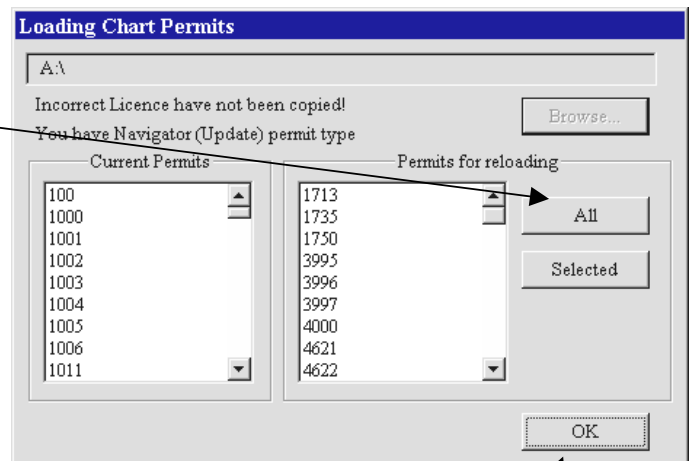 Loading Chart Permits
A:\
Incorrect Licence have not been copied!
Browse...
You have Navigator (Update) permit type
Current Permits
Permits for reloading
100
1000
1001
1002
1003
1004
1005
1006
1011
1713
1735
1750
3995
3996
3997
4000
4621
4622
All
Selected
OK